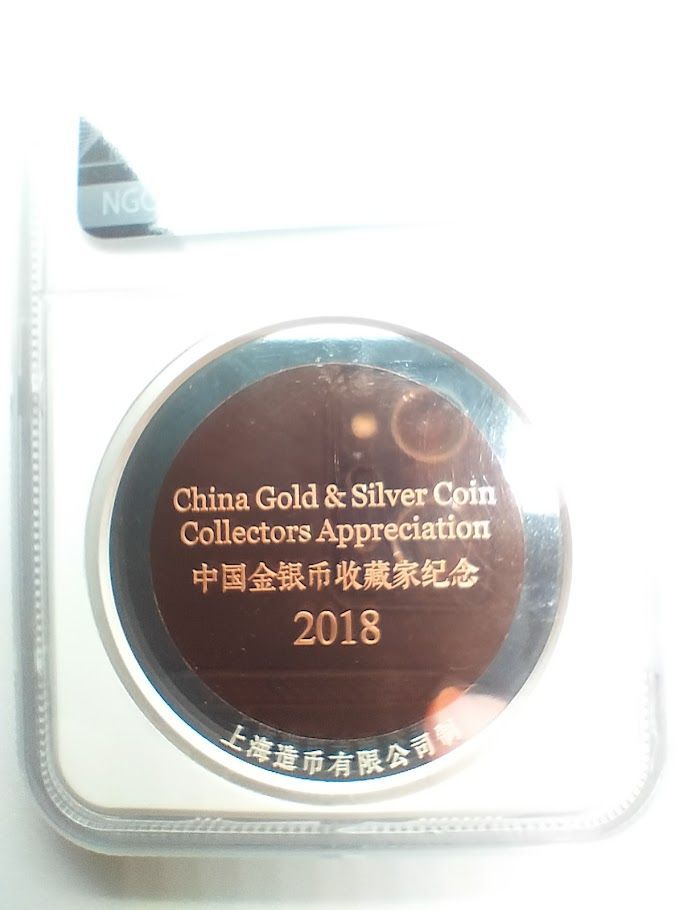 NGC
China Gold & Silver Coin
Collectors Appreciation
中国金银币收藏家纪念
2018
上海造币有限公司制